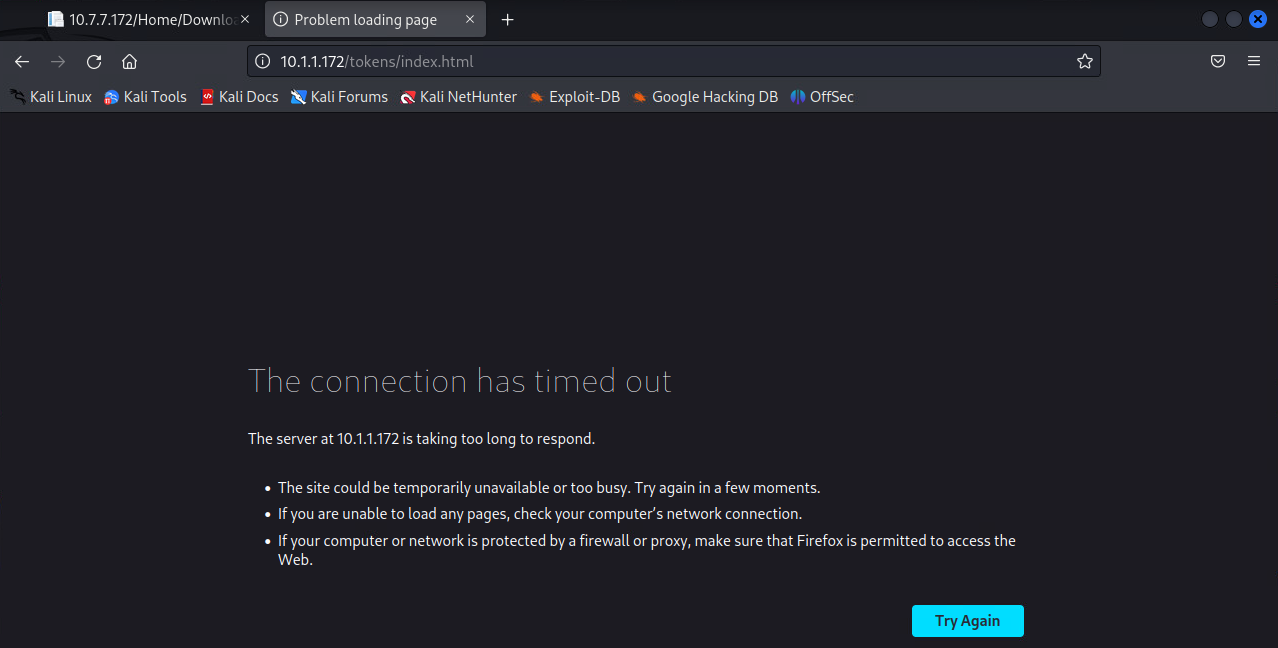 10.7.7.172/Home/Downlo
Problem loading page
10.1.1.172/tokens/index.html
Kali Linux Kali Tools Kali Docs Kali Forums Kali NetHunter Exploit-DB Google Hacking DB OffSec
The connection has timed out
The server at 10.1.1.172 is taking too long to respond.
• The site could be temporarily unavailable or too busy. Try again in a few moments.
• If you are unable to load any pages, check your computer’s network connection.
• If your computer or network is protected by a firewall or proxy, make sure that Firefox is permitted to access the
Web.
Try Again